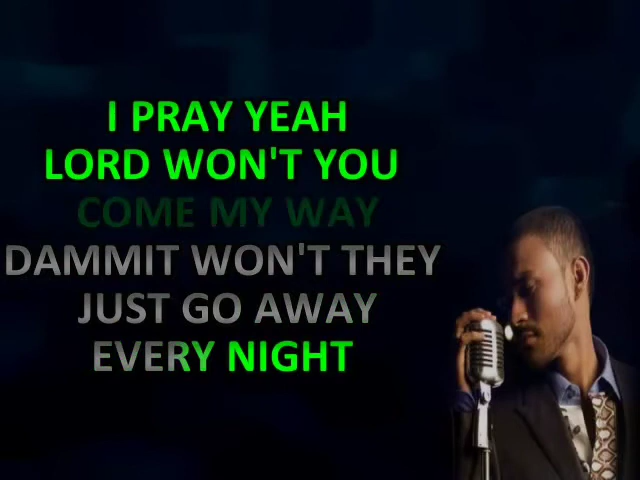 I PRAY YEAH
LORD WON'T YOU
COME MY WAY
DAMMIT WON'T THEY
JUST GO AWAY
EVERY NIGHT